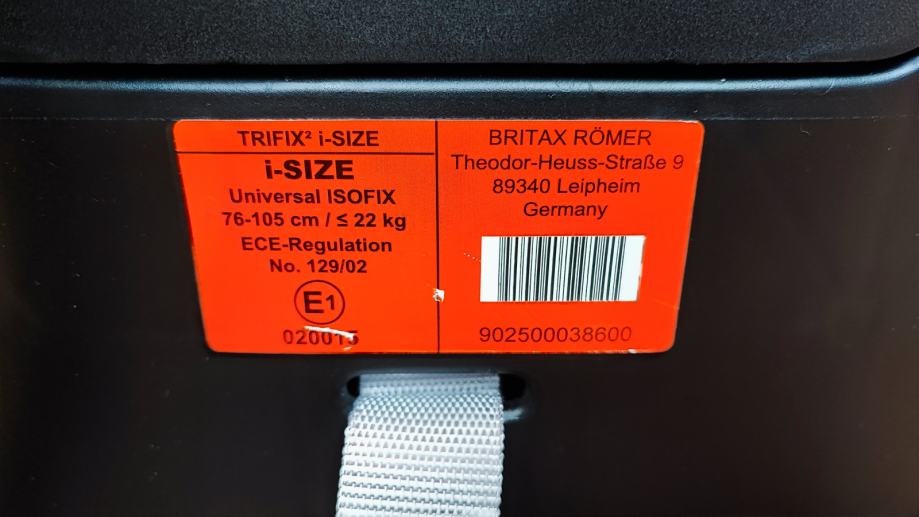 TRIFIX² i-SIZE
i-SIZE
Universal ISOFIX
76-105 cm / ≤ 22 kg
ECE-Regulation
No. 129/02
E1
020015
BRITAX RÖMER
Theodor-Heuss-Straße 9
89340 Leipheim
Germany
902500038600